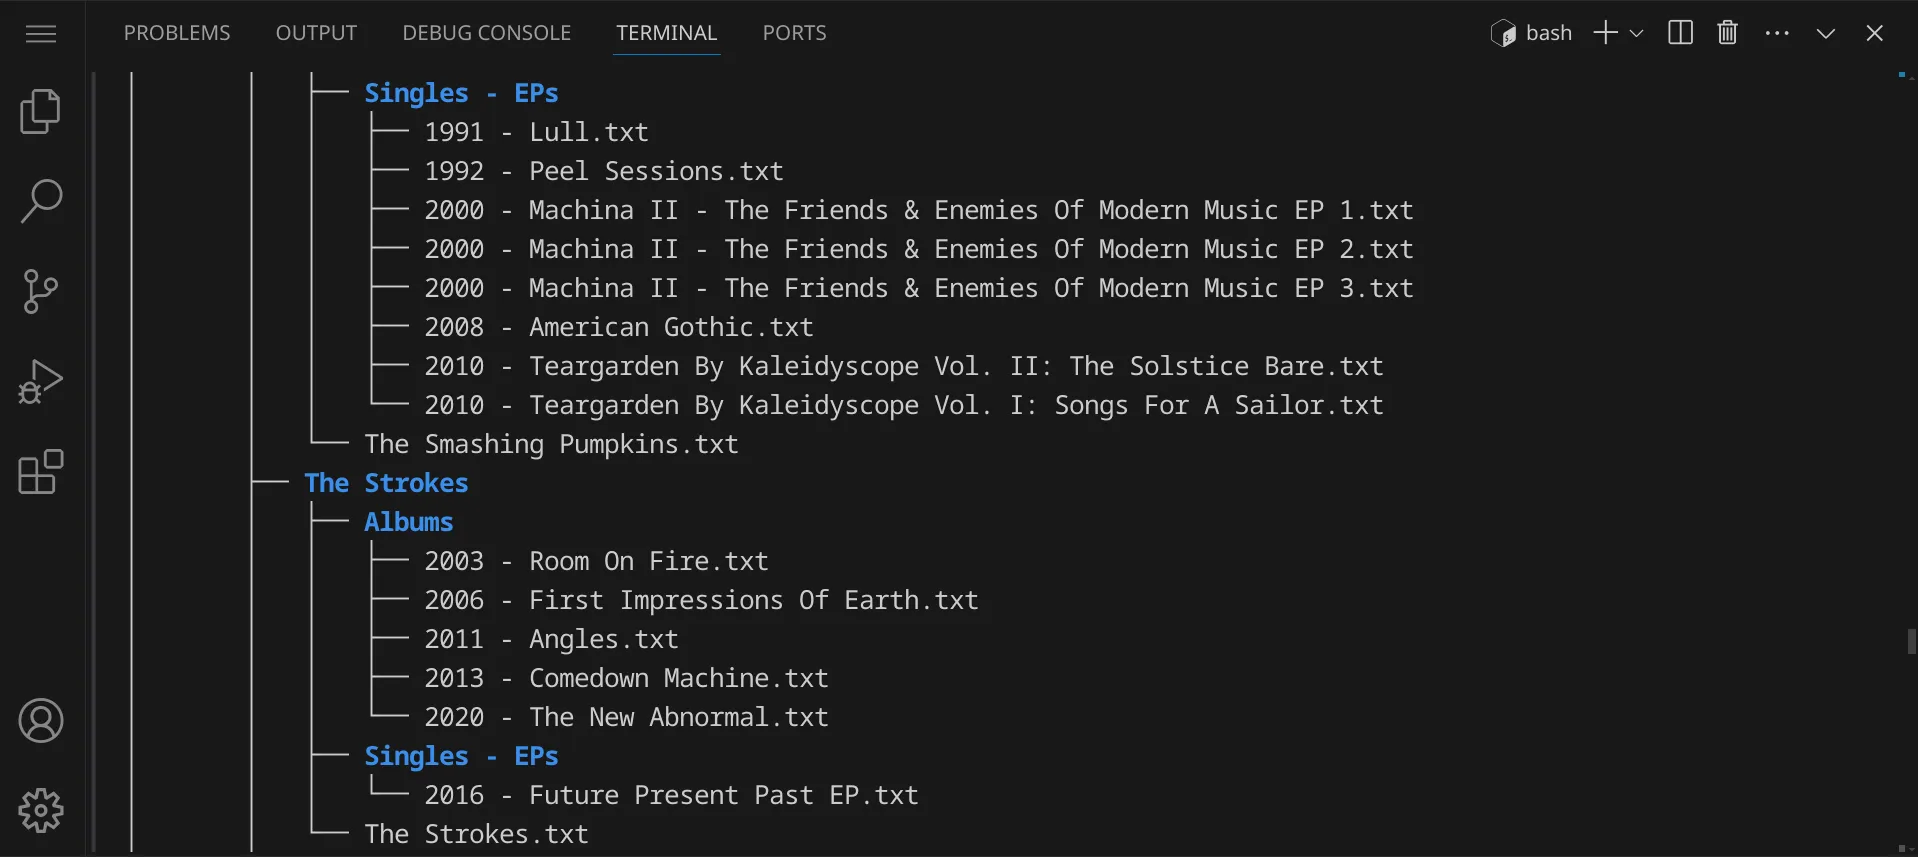 PROBLEMS OUTPUT DEBUG CONSOLE TERMINAL PORTS bash
Singles - EPs
1991 - Lull.txt
1992 - Peel Sessions.txt
2000 - Machina II - The Friends & Enemies Of Modern Music EP 1.txt
2000 - Machina II - The Friends & Enemies Of Modern Music EP 2.txt
2000 - Machina II - The Friends & Enemies Of Modern Music EP 3.txt
2008 - American Gothic.txt
2010 - Teargarden By Kaleidyscope Vol. II: The Solstice Bare.txt
2010 - Teargarden By Kaleidyscope Vol. I: Songs For A Sailor.txt
The Smashing Pumpkins.txt
The Strokes
Albums
2003 - Room On Fire.txt
2006 - First Impressions Of Earth.txt
2011 - Angles.txt
2013 - Comedown Machine.txt
2020 - The New Abnormal.txt
Singles - EPs
2016 - Future Present Past EP.txt
The Strokes.txt